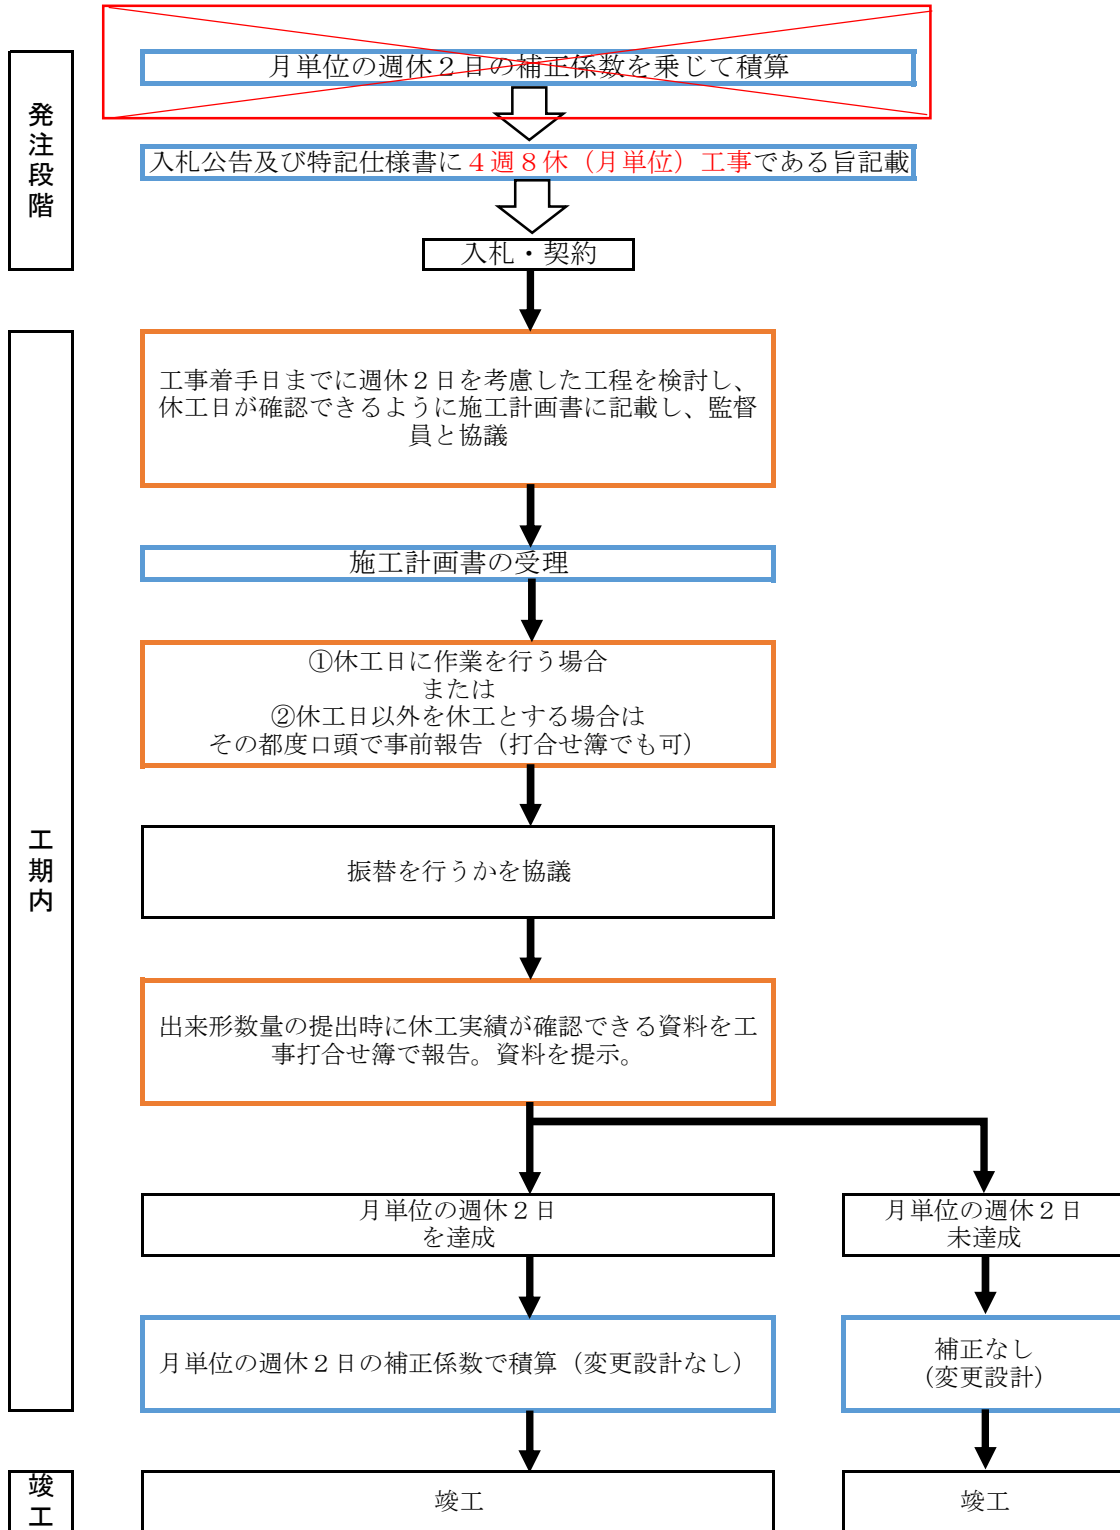 発注段階
月単位の週休２日の補正係数を乗じて積算
入札公告及び特記仕様書に４週８休（月単位）工事である旨記載
入札・契約
工期内
工事着手日までに週休２日を考慮した工程を検討し、
休工日が確認できるように施工計画書に記載し、監督
員と協議
施工計画書の受理
①休工日に作業を行う場合
または
②休工日以外を休工とする場合は
その都度口頭で事前報告（打合せ簿でも可）
振替を行うかを協議
出来形数量の提出時に休工実績が確認できる資料を工
事打合せ簿で報告。資料を提示。
月単位の週休２日
を達成
月単位の週休２日
未達成
月単位の週休２日の補正係数で積算（変更設計なし）
補正なし
（変更設計）
竣工
竣工
竣工